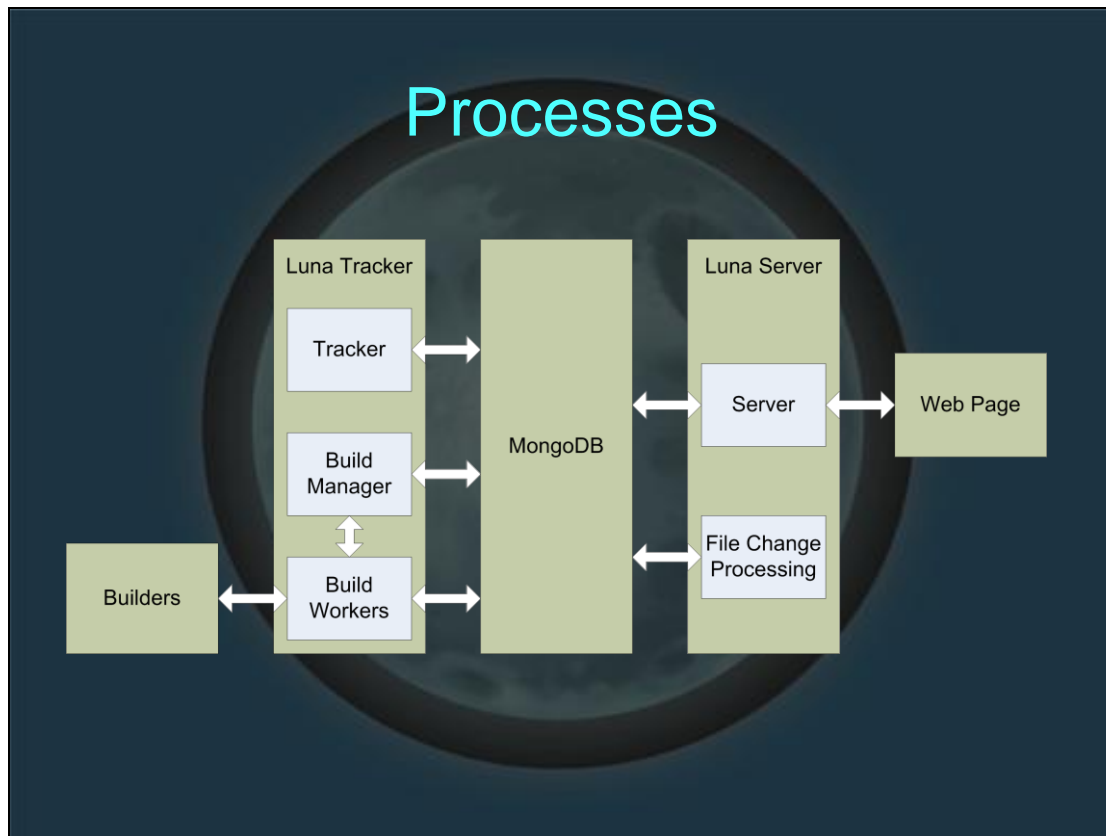 Processes
Luna Tracker
Tracker
Build
Manager
Build
Workers
Builders
MongoDB
Luna Server
Server
File Change
Processing
Web Page